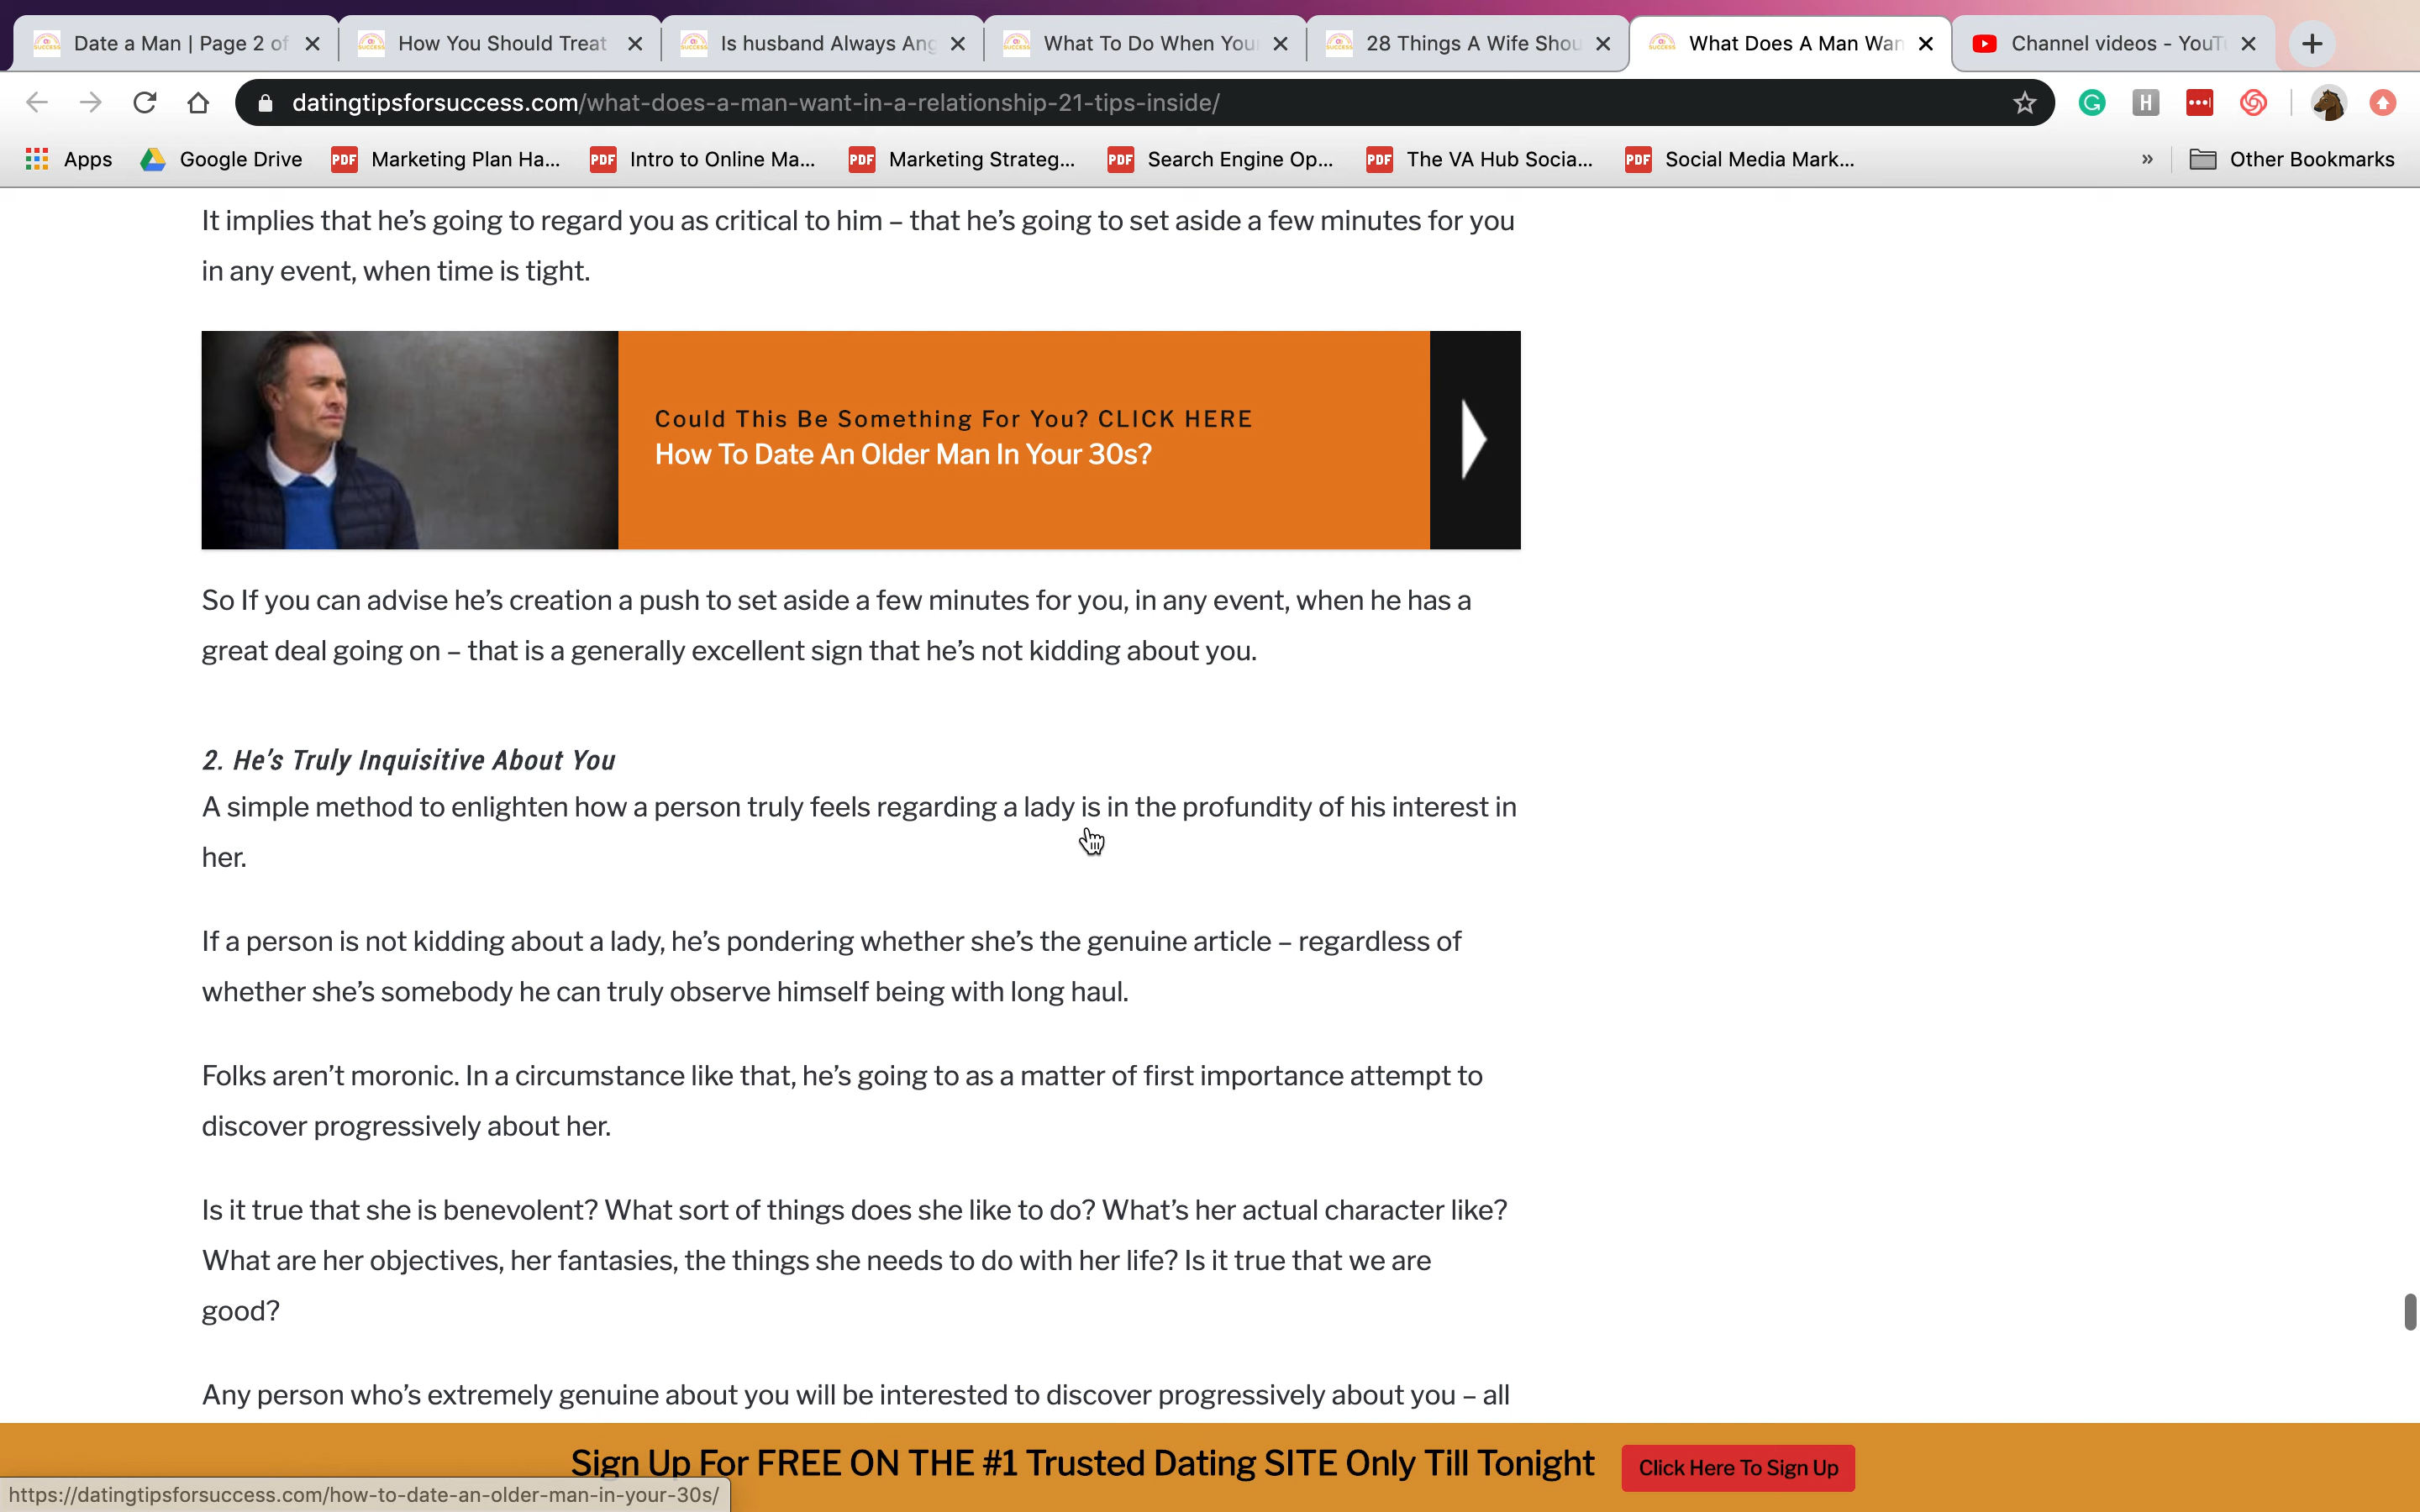 Date a Man | Page 2 of
How You Should Treat
Is husband Always Ang
What To Do When You
28 Things A Wife Shou
What Does A Man Wan
Channel videos - YouT
datingtipsforsuccess.com/what-does-a-man-want-in-a-relationship-21-tips-inside/
Apps
Google Drive
PDF Marketing Plan Ha...
PDF Intro to Online Ma...
PDF Marketing Strateg...
PDF Search Engine Op...
PDF The VA Hub Socia...
PDF Social Media Mark...
» Other Bookmarks
It implies that he's going to regard you as critical to him – that he's going to set aside a few minutes for you
in any event, when time is tight.
Could This Be Something For You? CLICK HERE
How To Date An Older Man In Your 30s?
So If you can advise he's creation a push to set aside a few minutes for you, in any event, when he has a
great deal going on – that is a generally excellent sign that he's not kidding about you.
2. He's Truly Inquisitive About You
A simple method to enlighten how a person truly feels regarding a lady is in the profundity of his interest in
her.
If a person is not kidding about a lady, he's pondering whether she's the genuine article – regardless of
whether she's somebody he can truly observe himself being with long haul.
Folks aren't moronic. In a circumstance like that, he's going to as a matter of first importance attempt to
discover progressively about her.
Is it true that she is benevolent? What sort of things does she like to do? What's her actual character like?
What are her objectives, her fantasies, the things she needs to do with her life? Is it true that we are
good?
Any person who's extremely genuine about you will be interested to discover progressively about you – all
Sign Up For FREE ON THE #1 Trusted Dating SITE Only Till Tonight
Click Here To Sign Up
https://datingtipsforsuccess.com/how-to-date-an-older-man-in-your-30s/